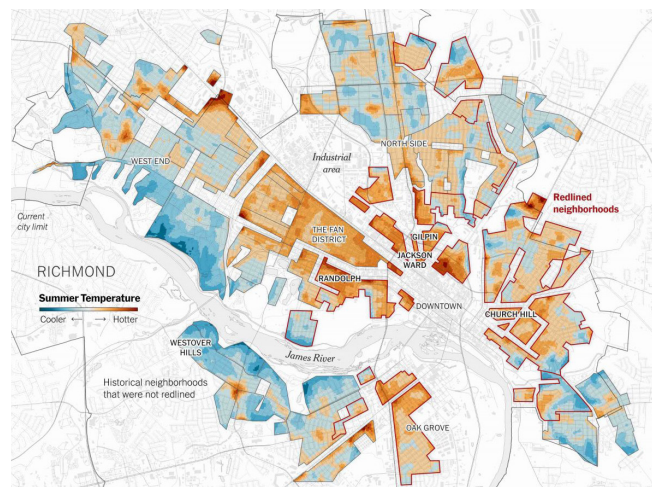 NORTH SIDE
WEST END
Industrial
area
Redlined
neighborhoods
Current
city limit
THE FAN
DISTRICT
GILPIN
JACKSON
WARD
RICHMOND
RANDOLPH
Summer Temperature
Cooler ← → Hotter
DOWNTOWN
CHURCH HILL
WESTOVER
HILLS
James River
Historical neighborhoods
that were not redlined
OAK GROVE